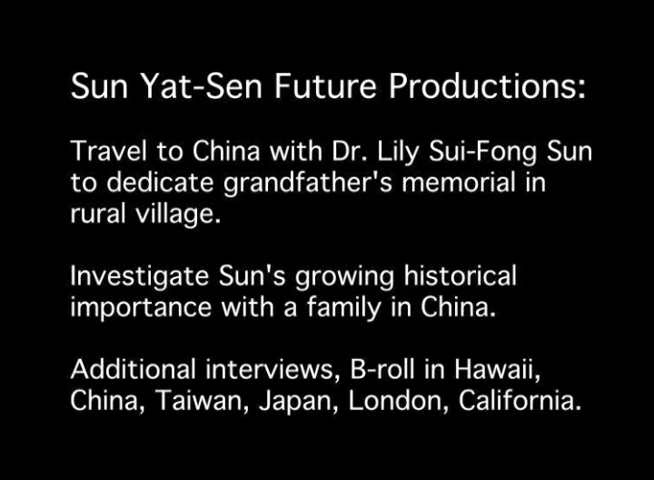 Sun Yat-Sen Future Productions:
Travel to China with Dr. Lily Sui-Fong Sun
to dedicate grandfather's memorial in
rural village.
Investigate Sun's growing historical
importance with a family in China.
Additional interviews, B-roll in Hawaii,
China, Taiwan, Japan, London, California.